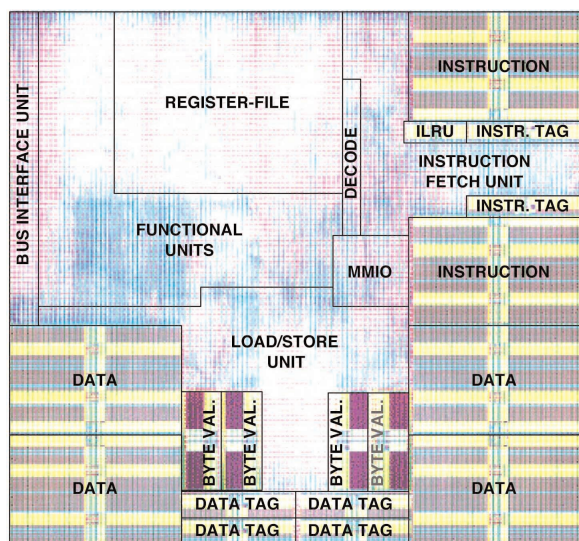 BUS INTERFACE UNIT
REGISTER-FILE
DECODE
INSTRUCTION
ILRU
INSTR. TAG
INSTRUCTION
FETCH UNIT
INSTR. TAG
FUNCTIONAL
UNITS
MMIO
INSTRUCTION
LOAD/STORE
UNIT
DATA
DATA
BYTE VAL.
BYTE VAL.
BYTE VAL.
BYTE VAL.
DATA
DATA
DATA TAG
DATA TAG
DATA TAG
DATA TAG